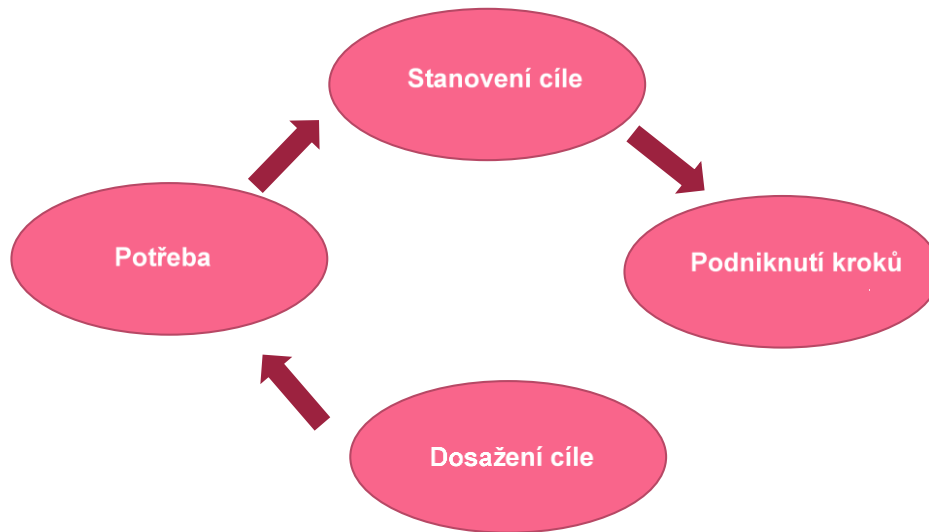 Stanovení cíle
Potřeba
Podniknutí kroků
Dosažení cíle